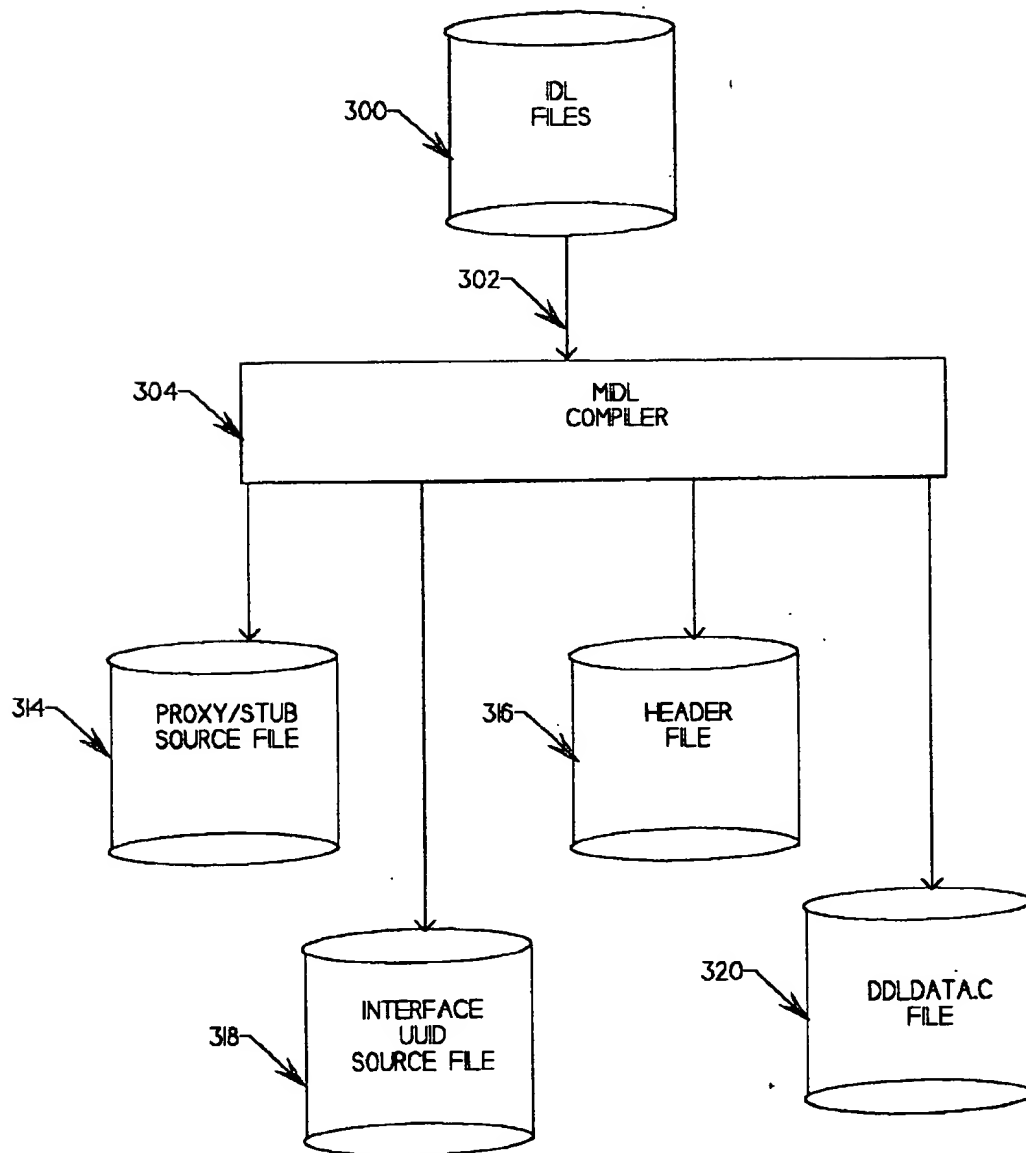 IDL
FILES
300
302
304
MIDL
COMPILER
314
PROXY/STUB
SOURCE FILE
316
HEADER
FILE
318
INTERFACE
UUID
SOURCE FILE
320
DDLDATA.C
FILE